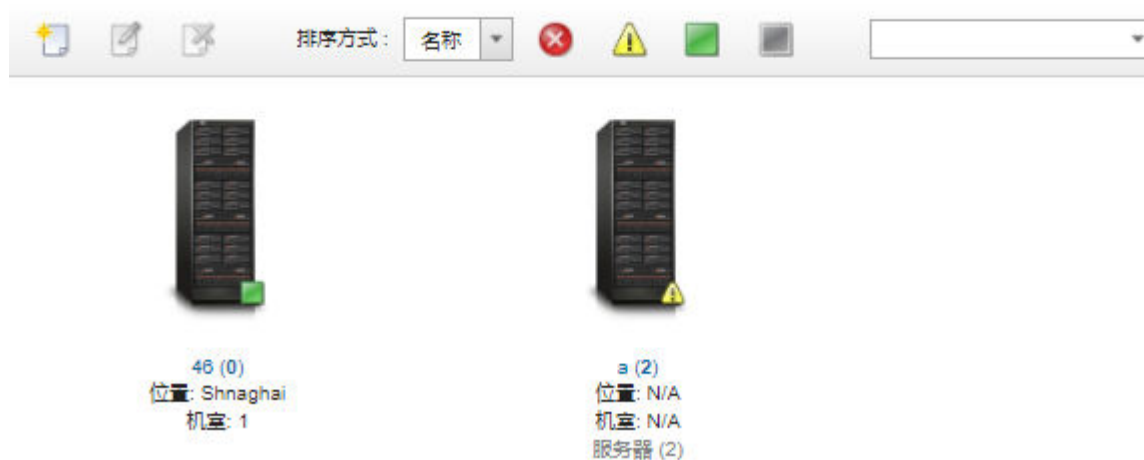 排序方式 : 名称
46 (0)
位置: Shnaghai
机室: 1
a (2)
位置: N/A
机室: N/A
服务器 (2)